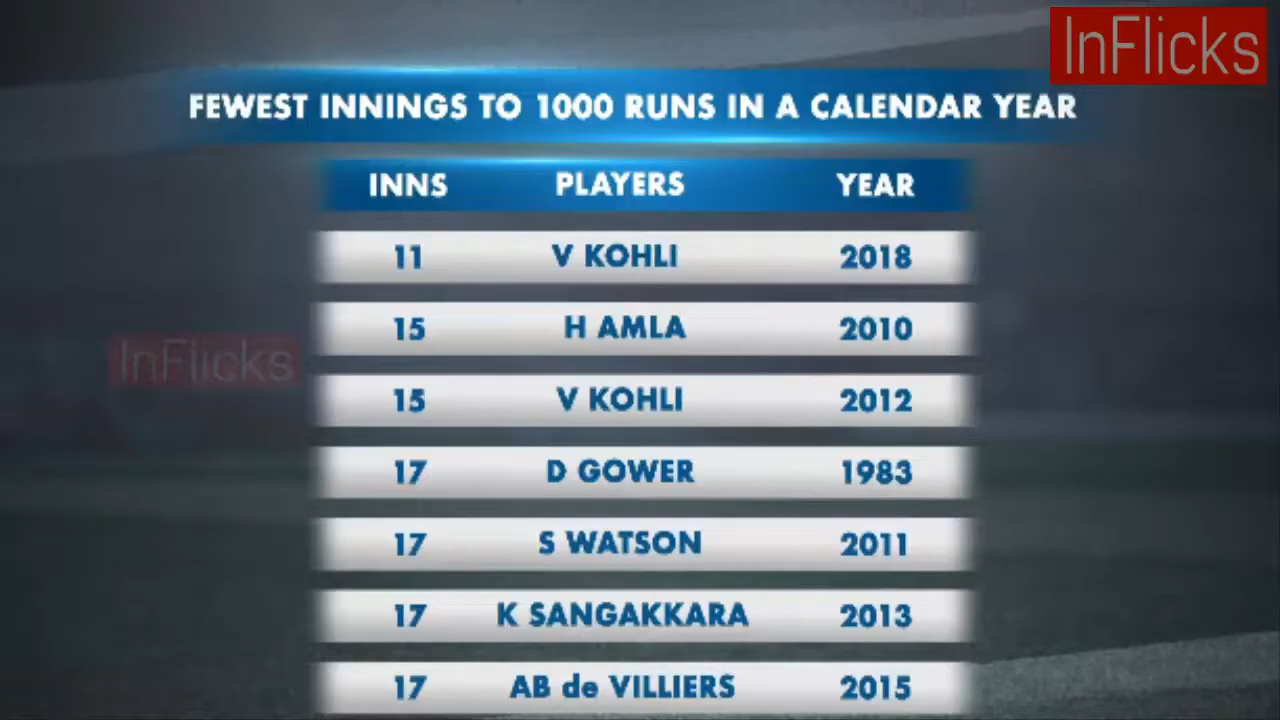 InFlicks
FEWEST INNINGS TO 1000 RUNS IN A CALENDAR YEAR
INNS PLAYERS YEAR
11 V KOHLI 2018
15 H AMLA 2010
InFlicks
15 V KOHLI 2012
17 D GOWER 1983
17 S WATSON 2011
17 K SANGAKKARA 2013
17 AB de VILLIERS 2015